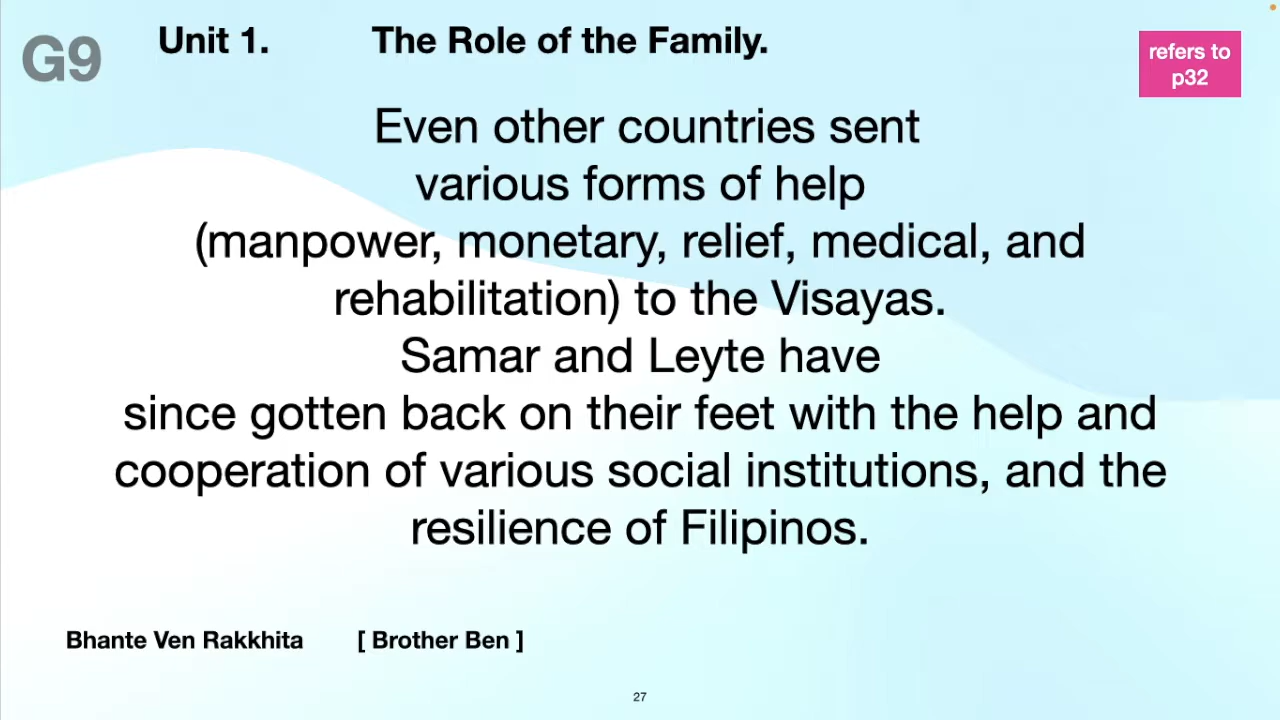 G9
Unit 1. The Role of the Family.
refers to
p32
Even other countries sent
various forms of help
(manpower, monetary, relief, medical, and
rehabilitation) to the Visayas.
Samar and Leyte have
since gotten back on their feet with the help and
cooperation of various social institutions, and the
resilience of Filipinos.
Bhante Ven Rakkhita [ Brother Ben ]
27